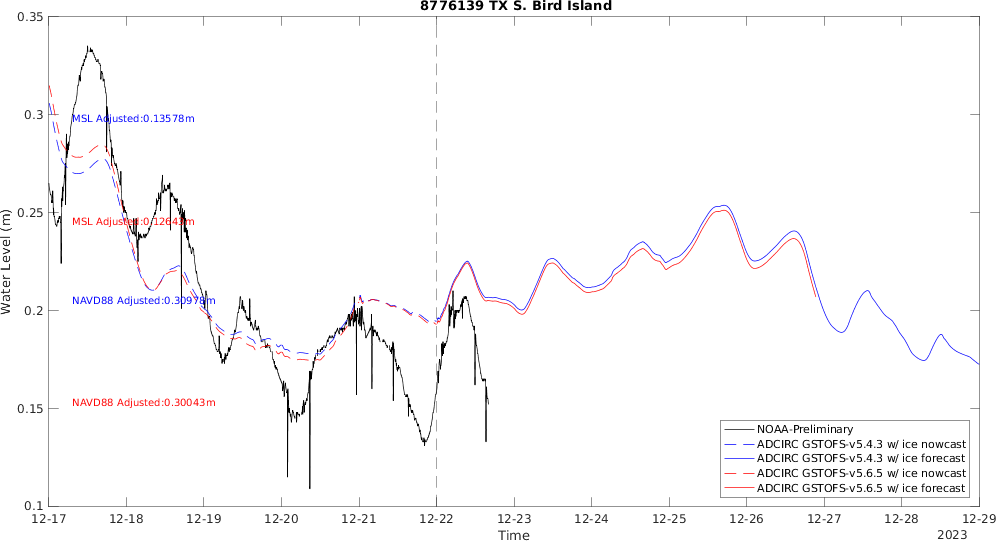 8776139 TX S. Bird Island
0.35
0.3
0.25
0.2
0.15
0.1
Water Level (m)
MSL Adjusted:0.13578m
MSL Adjusted:0.12643m
NAVD88 Adjusted:0.30978m
NAVD88 Adjusted:0.30043m
NOAA-Preliminary
ADCIRC GSTOFS-v5.4.3 w/ ice nowcast
ADCIRC GSTOFS-v5.4.3 w/ ice forecast
ADCIRC GSTOFS-v5.6.5 w/ ice nowcast
ADCIRC GSTOFS-v5.6.5 w/ ice forecast
12-17 12-18 12-19 12-20 12-21 12-22 12-23 12-24 12-25 12-26 12-27 12-28 12-29
Time
2023